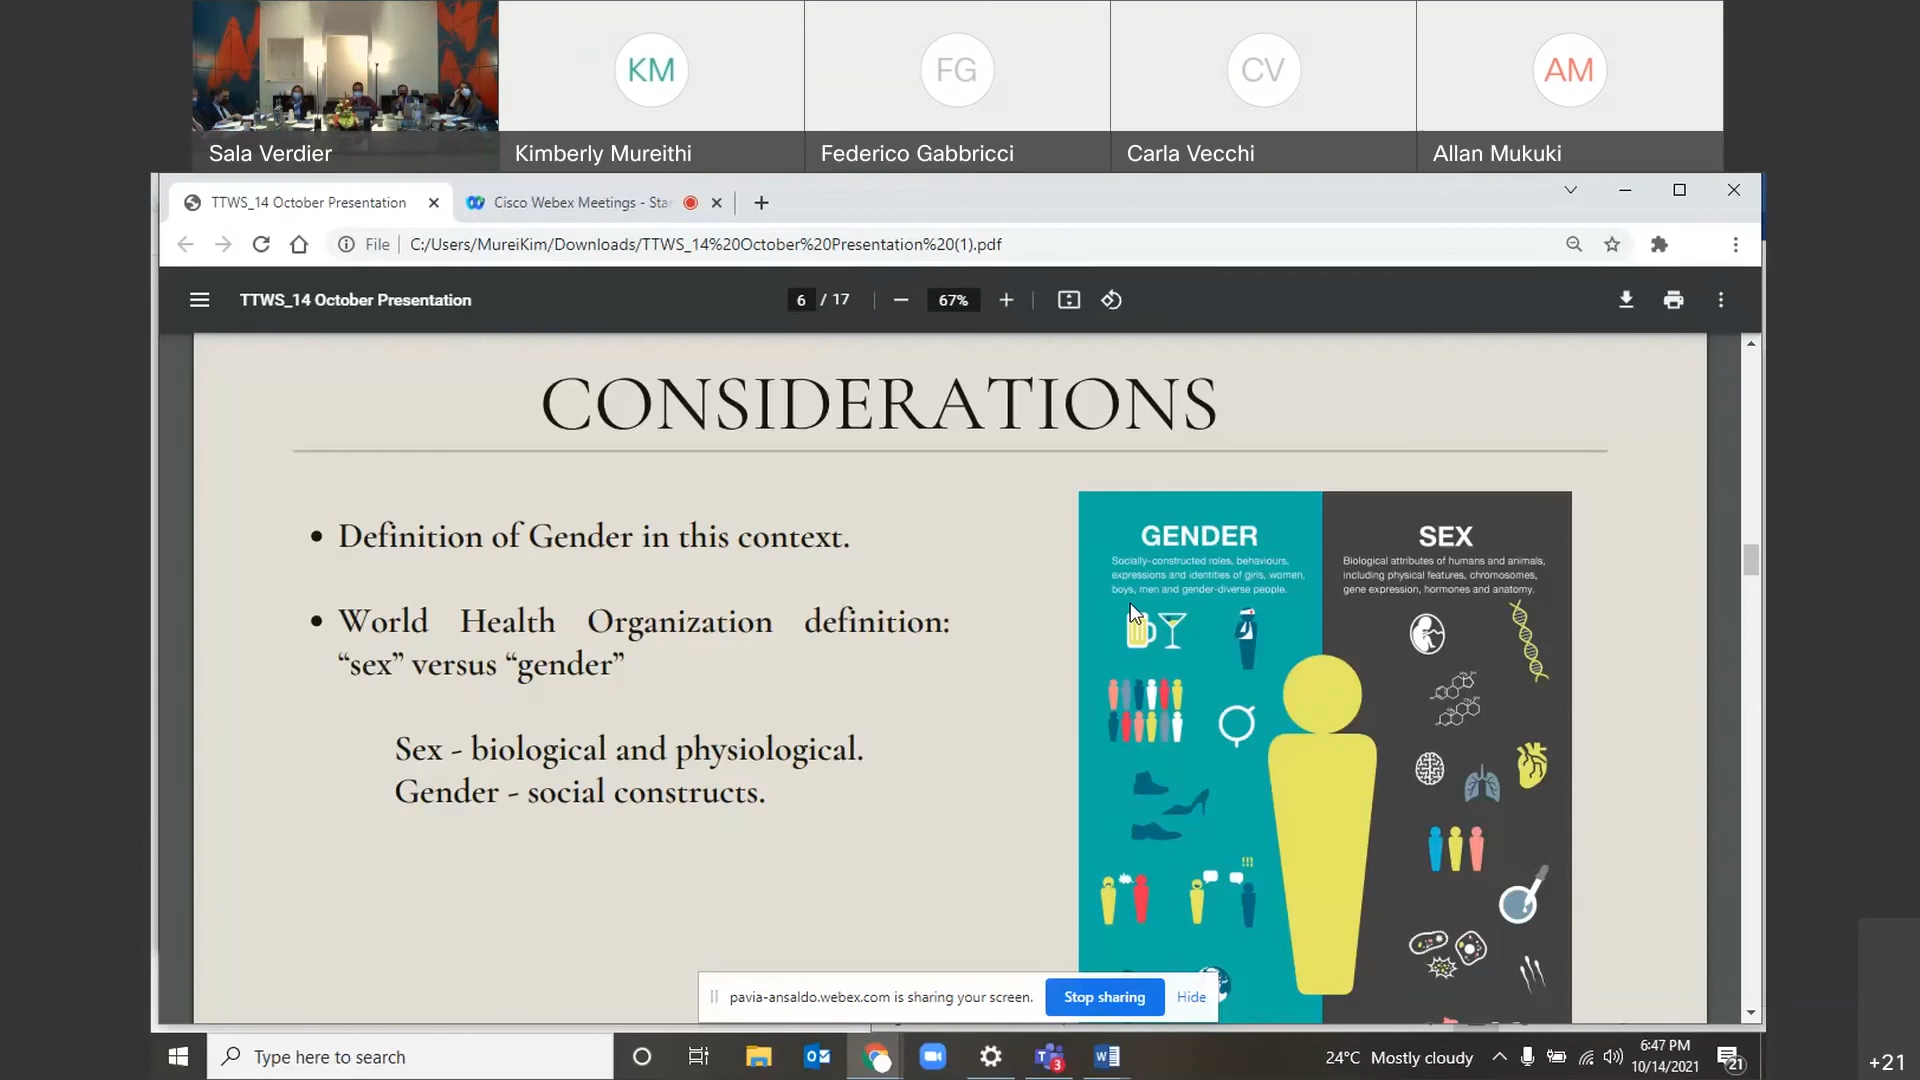 KM
FG
CV
AM
Sala Verdier
Kimberly Mureithi
Federico Gabbricci
Carla Vecchi
Allan Mukuki
TTWS_14 October Presentation
Cisco Webex Meetings - Sta
File
C:/Users/MureiKim/Downloads/TTWS_14%20October%20Presentation%20(1).pdf
TTWS_14 October Presentation
6 / 17
67%
CONSIDERATIONS
• Definition of Gender in this context.
• World Health Organization definition:
“sex” versus “gender”
Sex - biological and physiological.
Gender - social constructs.
GENDER
Socially-constructed roles, behaviours,
expressions and identities of girls, women,
boys, men and gender-diverse people.
SEX
Biological attributes of humans and animals,
including physical features, chromosomes,
gene expression, hormones and anatomy.
!!!
pavia-ansaldo.webex.com is sharing your screen.
Stop sharing
Hide
Type here to search
3
24°C Mostly cloudy
6:47 PM
10/14/2021
21
+21